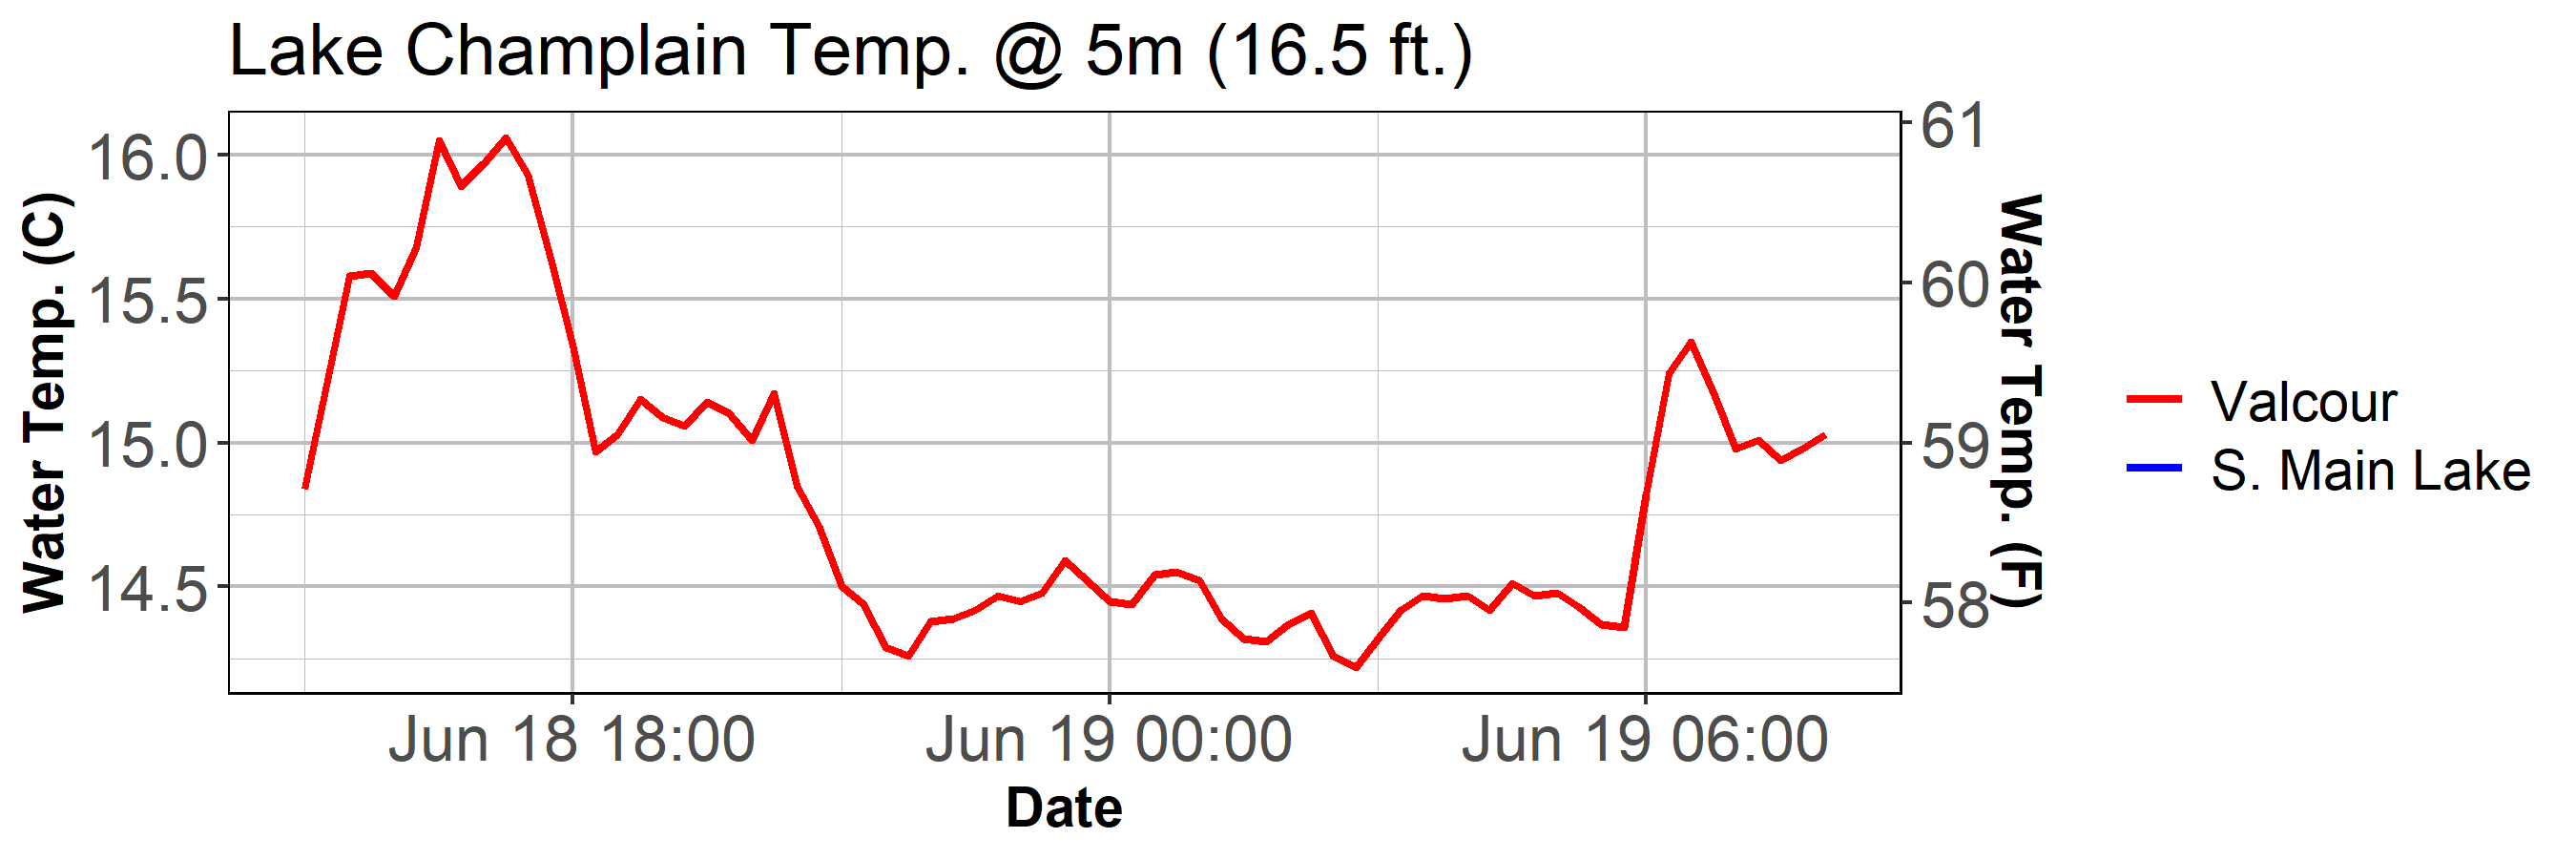 Lake Champlain Temp. @ 5m (16.5 ft.)
Water Temp. (C)
16.0
15.5
15.0
14.5
61
60
59
58
Water Temp. (F)
Jun 18 18:00
Jun 19 00:00
Jun 19 06:00
Date
Valcour
S. Main Lake